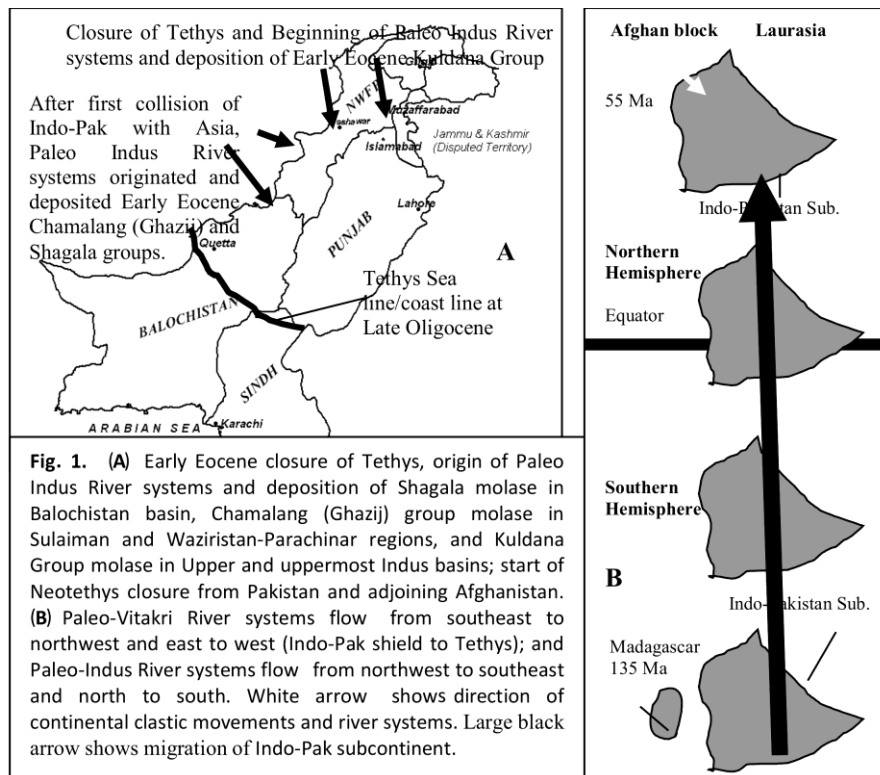 Closure of Tethys and Beginning of Paleo Indus River
systems and deposition of Early Eocene Kuldana Group
After first collision of
Indo-Pak with Asia,
Paleo Indus River
systems originated and
deposited Early Eocene
Chamalang (Ghazij) and
Shagala groups.
NWFP
Muzaffarabad
Jammu & Kashmir
(Disputed Territory)
Islamabad
Lahore
Quetta
PUNJAB
A
Tethys Sea
line/coast line at
Late Oligocene
BALOCHISTAN
SINDH
ARABIAN SEA
Karachi
Fig. 1. (A) Early Eocene closure of Tethys, origin of Paleo
Indus River systems and deposition of Shagala molase in
Balochistan basin, Chamalang (Ghazij) group molase in
Sulaiman and Waziristan-Parachinar regions, and Kuldana
Group molase in Upper and uppermost Indus basins; start of
Neotethys closure from Pakistan and adjoining Afghanistan.
(B) Paleo-Vitakri River systems flow from southeast to
northwest and east to west (Indo-Pak shield to Tethys); and
Paleo-Indus River systems flow from northwest to southeast
and north to south. White arrow shows direction of
continental clastic movements and river systems. Large black
arrow shows migration of Indo-Pak subcontinent.
Afghan block Laurasia
55 Ma
Indo-Pakistan Sub.
Northern
Hemisphere
Equator
Southern
Hemisphere
B
Indo-Pakistan Sub.
Madagascar
135 Ma